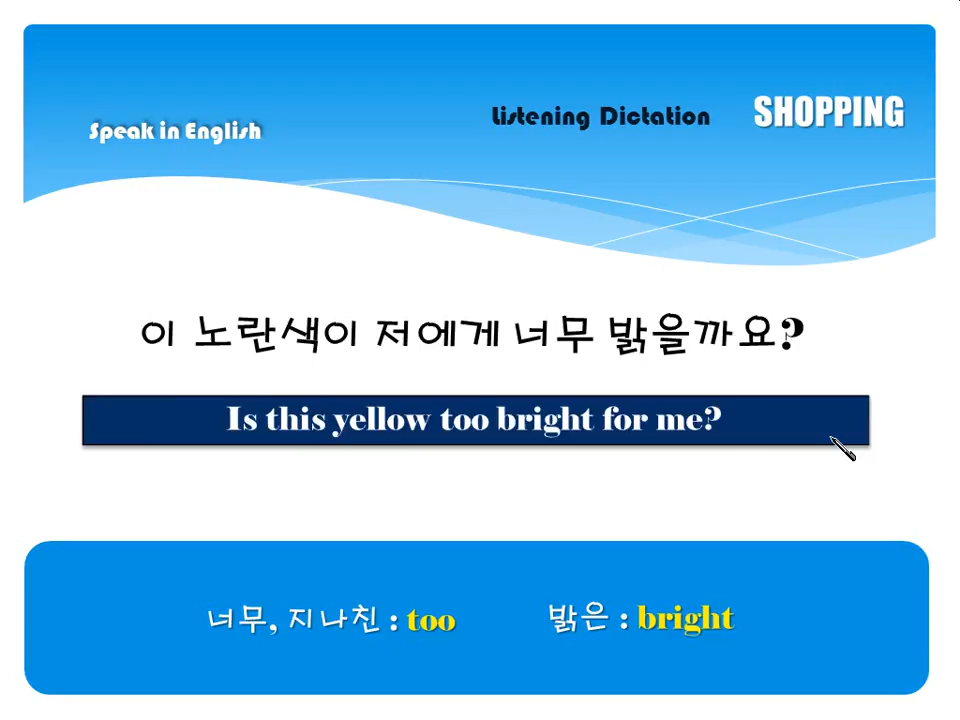 Speak in English
Listening Dictation
SHOPPING
이 노란색이 저에게 너무 밝을까요?
Is this yellow too bright for me?
너무, 지나친 : too
밝은 : bright